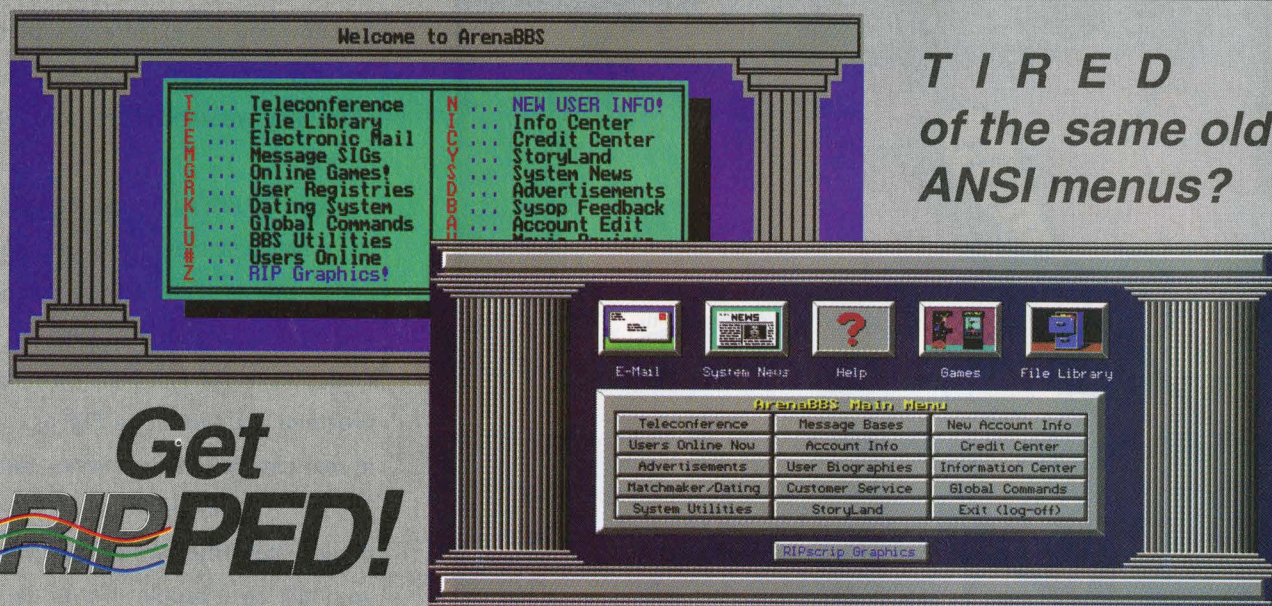 Welcome to ArenaBBS
T ... Teleconference
F ... File Library
E ... Electronic Mail
M ... Message SIGs
G ... Online Games!
R ... User Registries
K ... Dating System
L ... Global Commands
U ... BBS Utilities
# ... Users Online
Z ... RIP Graphics!
N ... NEW USER INFO!
I ... Info Center
C ... Credit Center
Y ... StoryLand
S ... System News
D ... Advertisements
B ... Sysop Feedback
A ... Account Edit
TIRED
of the same old
ANSI menus?
Get
RIPPED!
NEWS
?
E-Mail System News Help Games File Library
ArenaBBS Main Menu
Teleconference Message Bases New Account Info
Users Online Now Account Info Credit Center
Advertisements User Biographies Information Center
Matchmaker/Dating Customer Service Global Commands
System Utilities StoryLand Exit (log-off)
RIPscrip Graphics